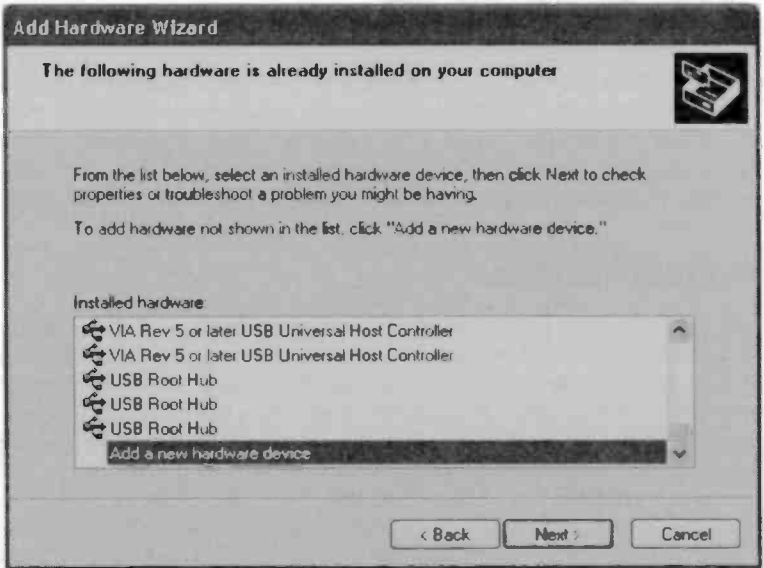 Add Hardware Wizard
The following hardware is already installed on your computer
From the list below, select an installed hardware device, then click Next to check
properties or troubleshoot a problem you might be having.
To add hardware not shown in the list, click "Add a new hardware device."
Installed hardware:
VIA Rev 5 or later USB Universal Host Controller
VIA Rev 5 or later USB Universal Host Controller
USB Root Hub
USB Root Hub
USB Root Hub
Add a new hardware device
< Back Next > Cancel